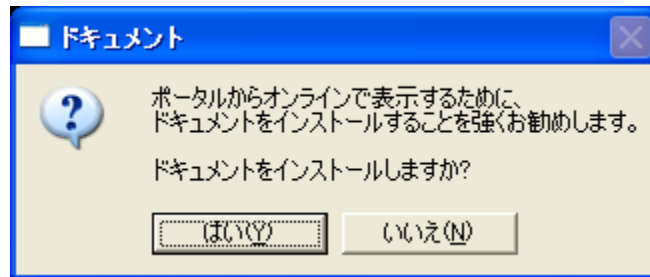 ドキュメント
ポータルからオンラインで表示するために、
ドキュメントをインストールすることを強くお勧めします。
ドキュメントをインストールしますか?
はい(Y)
いいえ(N)